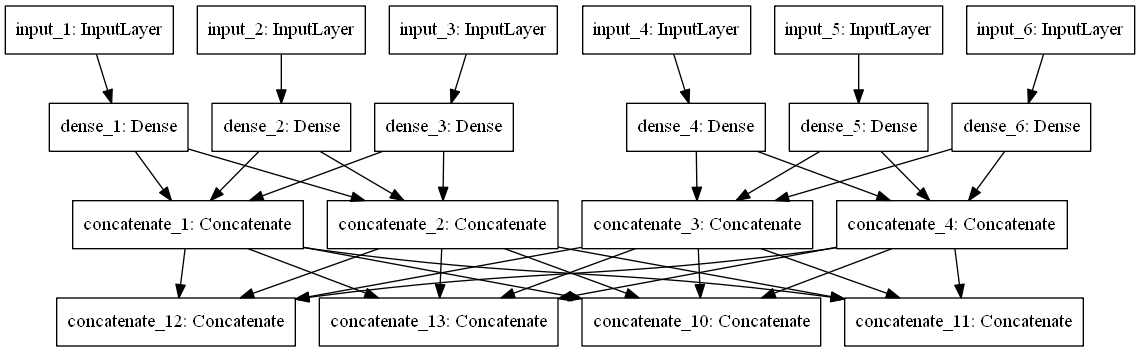 input_1: InputLayer
input_2: InputLayer
input_3: InputLayer
input_4: InputLayer
input_5: InputLayer
input_6: InputLayer
dense_1: Dense
dense_2: Dense
dense_3: Dense
dense_4: Dense
dense_5: Dense
dense_6: Dense
concatenate_1: Concatenate
concatenate_2: Concatenate
concatenate_3: Concatenate
concatenate_4: Concatenate
concatenate_12: Concatenate
concatenate_13: Concatenate
concatenate_10: Concatenate
concatenate_11: Concatenate